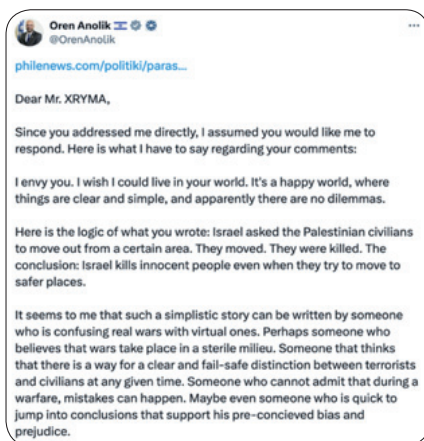 Oren Anolik
@OrenAnolik
philenews.com/politiki/paras...
Dear Mr. XRYMA,
Since you addressed me directly, I assumed you would like me to
respond. Here is what I have to say regarding your comments:
I envy you. I wish I could live in your world. It's a happy world, where
things are clear and simple, and apparently there are no dilemmas.
Here is the logic of what you wrote: Israel asked the Palestinian civilians
to move out from a certain area. They moved. They were killed. The
conclusion: Israel kills innocent people even when they try to move to
safer places.
It seems to me that such a simplistic story can be written by someone
who is confusing real wars with virtual ones. Perhaps someone who
believes that wars take place in a sterile milieu. Someone that thinks
that there is a way for a clear and fail-safe distinction between terrorists
and civilians at any given time. Someone who cannot admit that during a
warfare, mistakes can happen. Maybe even someone who is quick to
jump into conclusions that support his pre-concieved bias and
prejudice.